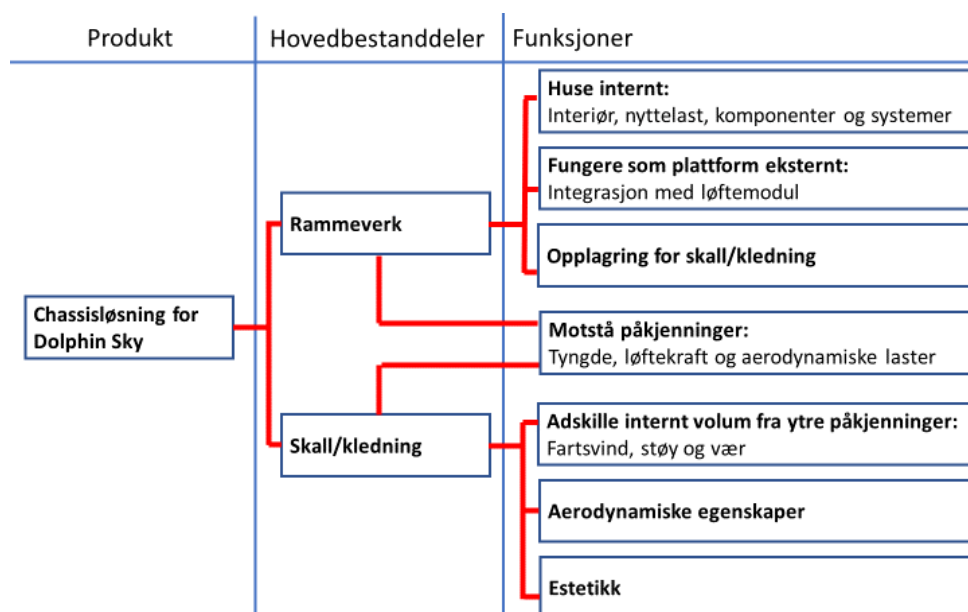 Produkt
Hovedbestanddeler
Funksjoner
Huse internt:
Interiør, nyttelast, komponenter og systemer
Fungere som plattform eksternt:
Integrasjon med løftemodul
Rammeverk
Opplagring for skall/kledning
Chassisløsning for
Dolphin Sky
Motstå påkjenninger:
Tyngde, løftekraft og aerodynamiske laster
Skall/kledning
Adskille internt volum fra ytre påkjenninger:
Fartsvind, støy og vær
Aerodynamiske egenskaper
Estetikk